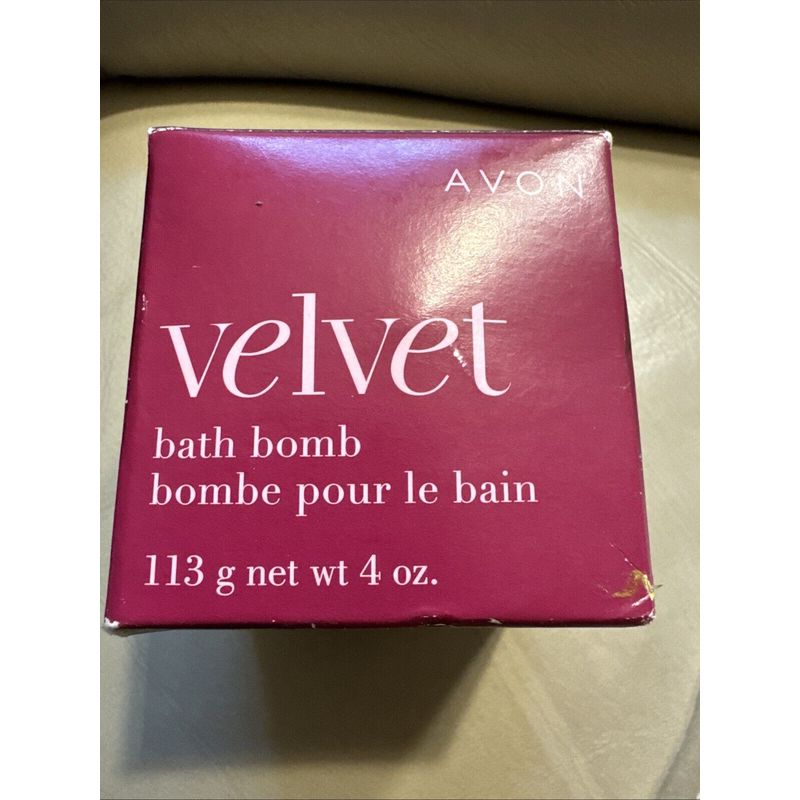 AVON
velvet
bath bomb
bombe pour le bain
113 g net wt 4 oz.